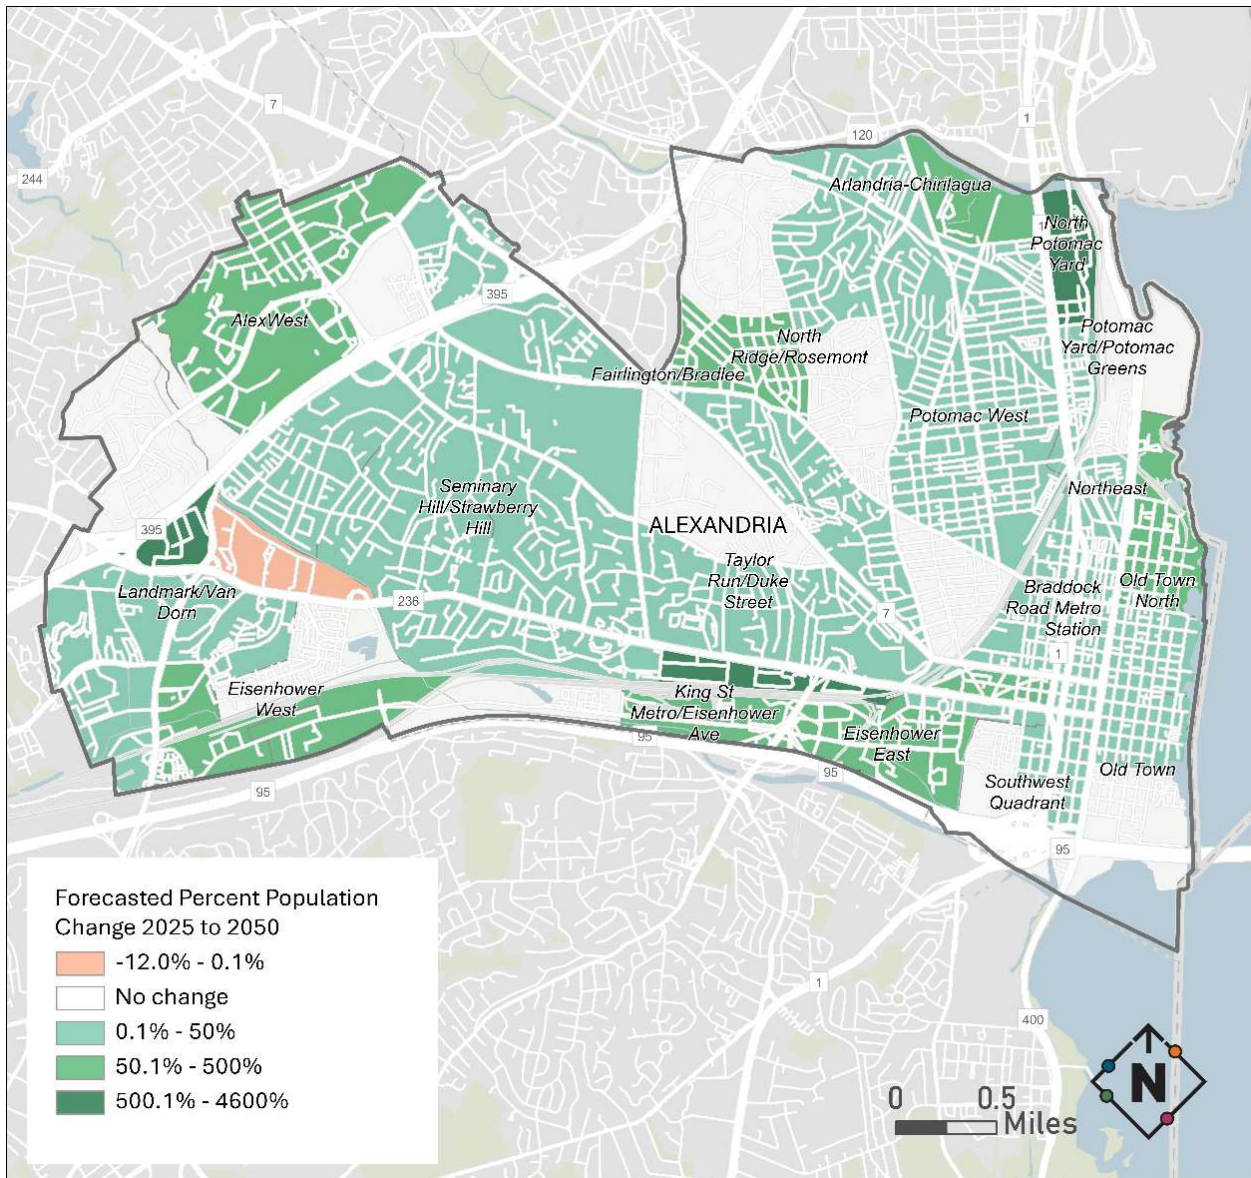 7
244
120
1
Arlandria-Chirilagua
1
North
Potomac
Yard
395
AlexWest
Potomac
Yard/Potomac
Greens
North
Ridge/Rosemont
Fairlington/Bradlee
Potomac West
Seminary
Hill/Strawberry
Hill
Northeast
395
ALEXANDRIA
Taylor
Run/Duke
Street
Landmark/Van
Dorn
236
7
Braddock
Road Metro
Station
Old Town
North
1
Eisenhower
West
King St
Metro/Eisenhower
Ave
Eisenhower
East
95
95
95
Southwest
Quadrant
Old Town
95
Forecasted Percent Population
Change 2025 to 2050
-12.0% - 0.1%
No change
0.1% - 50%
50.1% - 500%
500.1% - 4600%
1
400
N
0 0.5
Miles